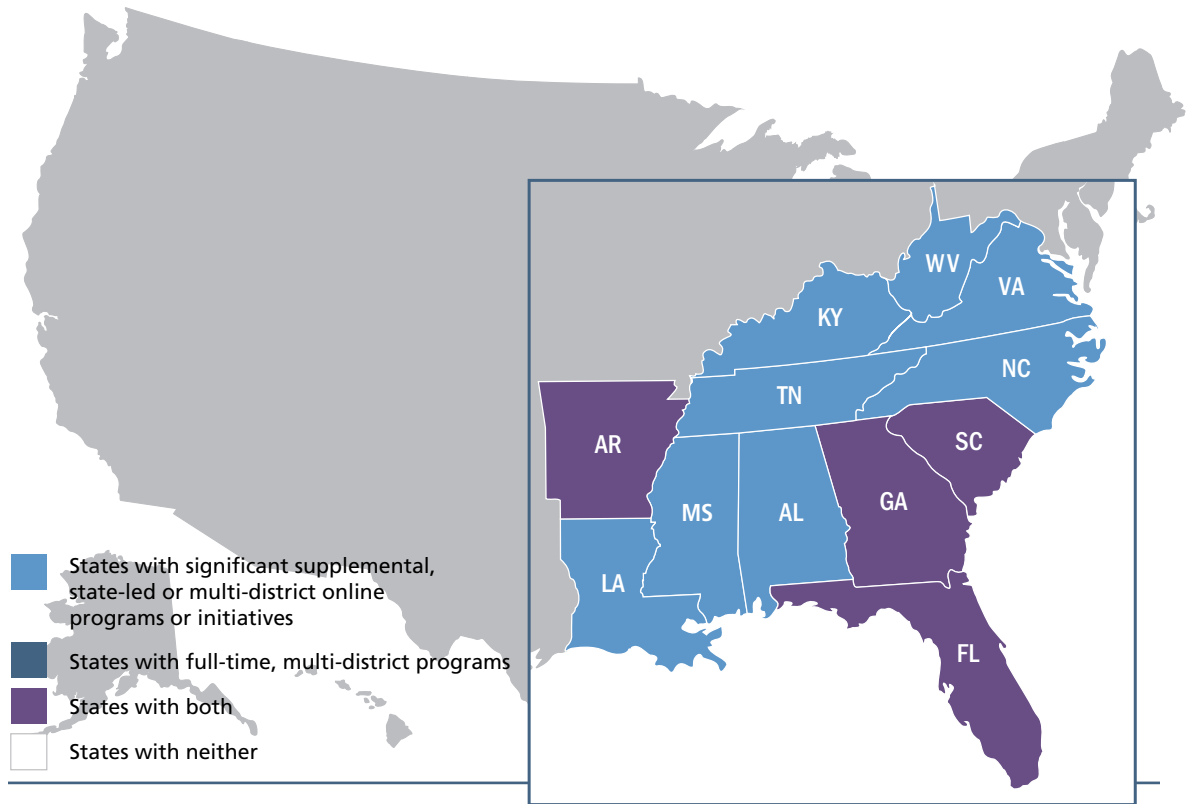 WV
VA
KY
NC
TN
AR
SC
GA
MS
AL
LA
FL
States with significant supplemental,
state-led or multi-district online
programs or initiatives
States with full-time, multi-district programs
States with both
States with neither